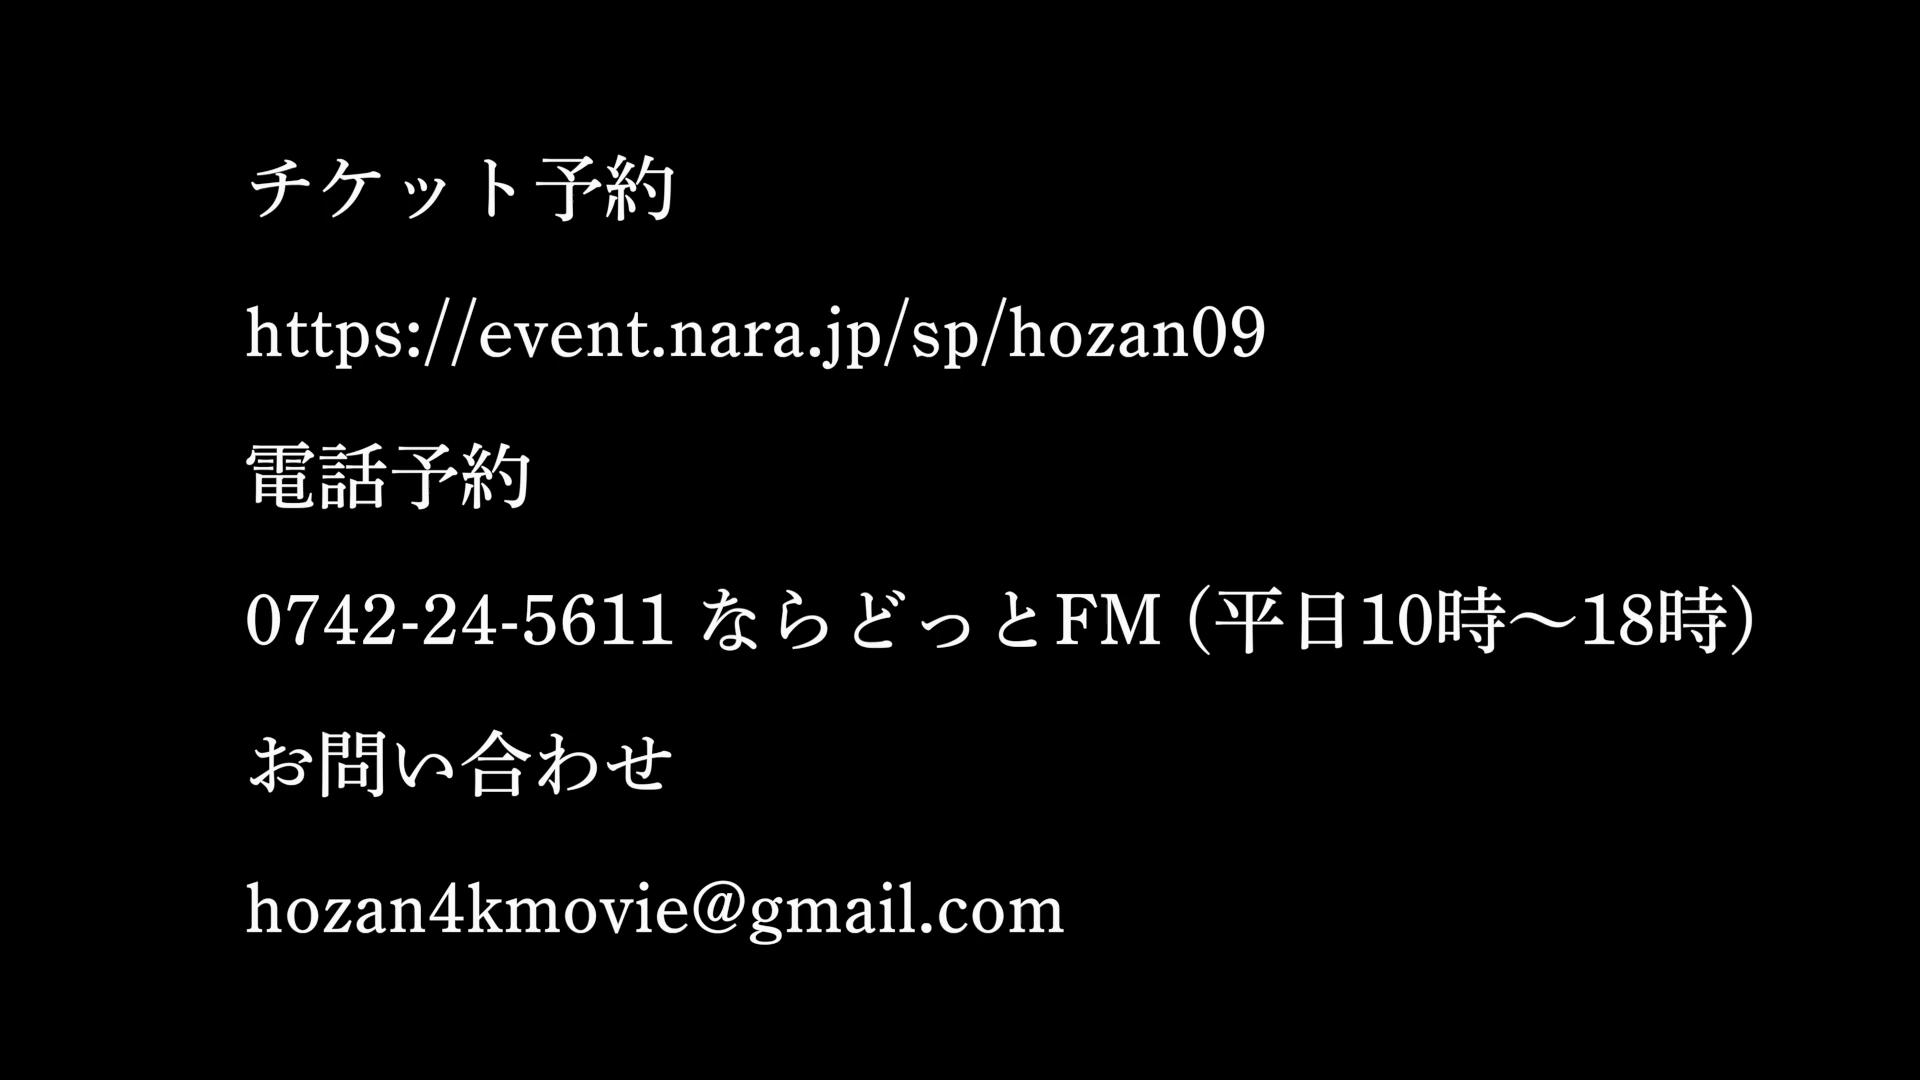 チケット予約
https://event.nara.jp/sp/hozan09
電話予約
0742-24-5611 ならどっとFM (平日10時〜18時)
お問い合わせ
hozan4kmovie@gmail.com